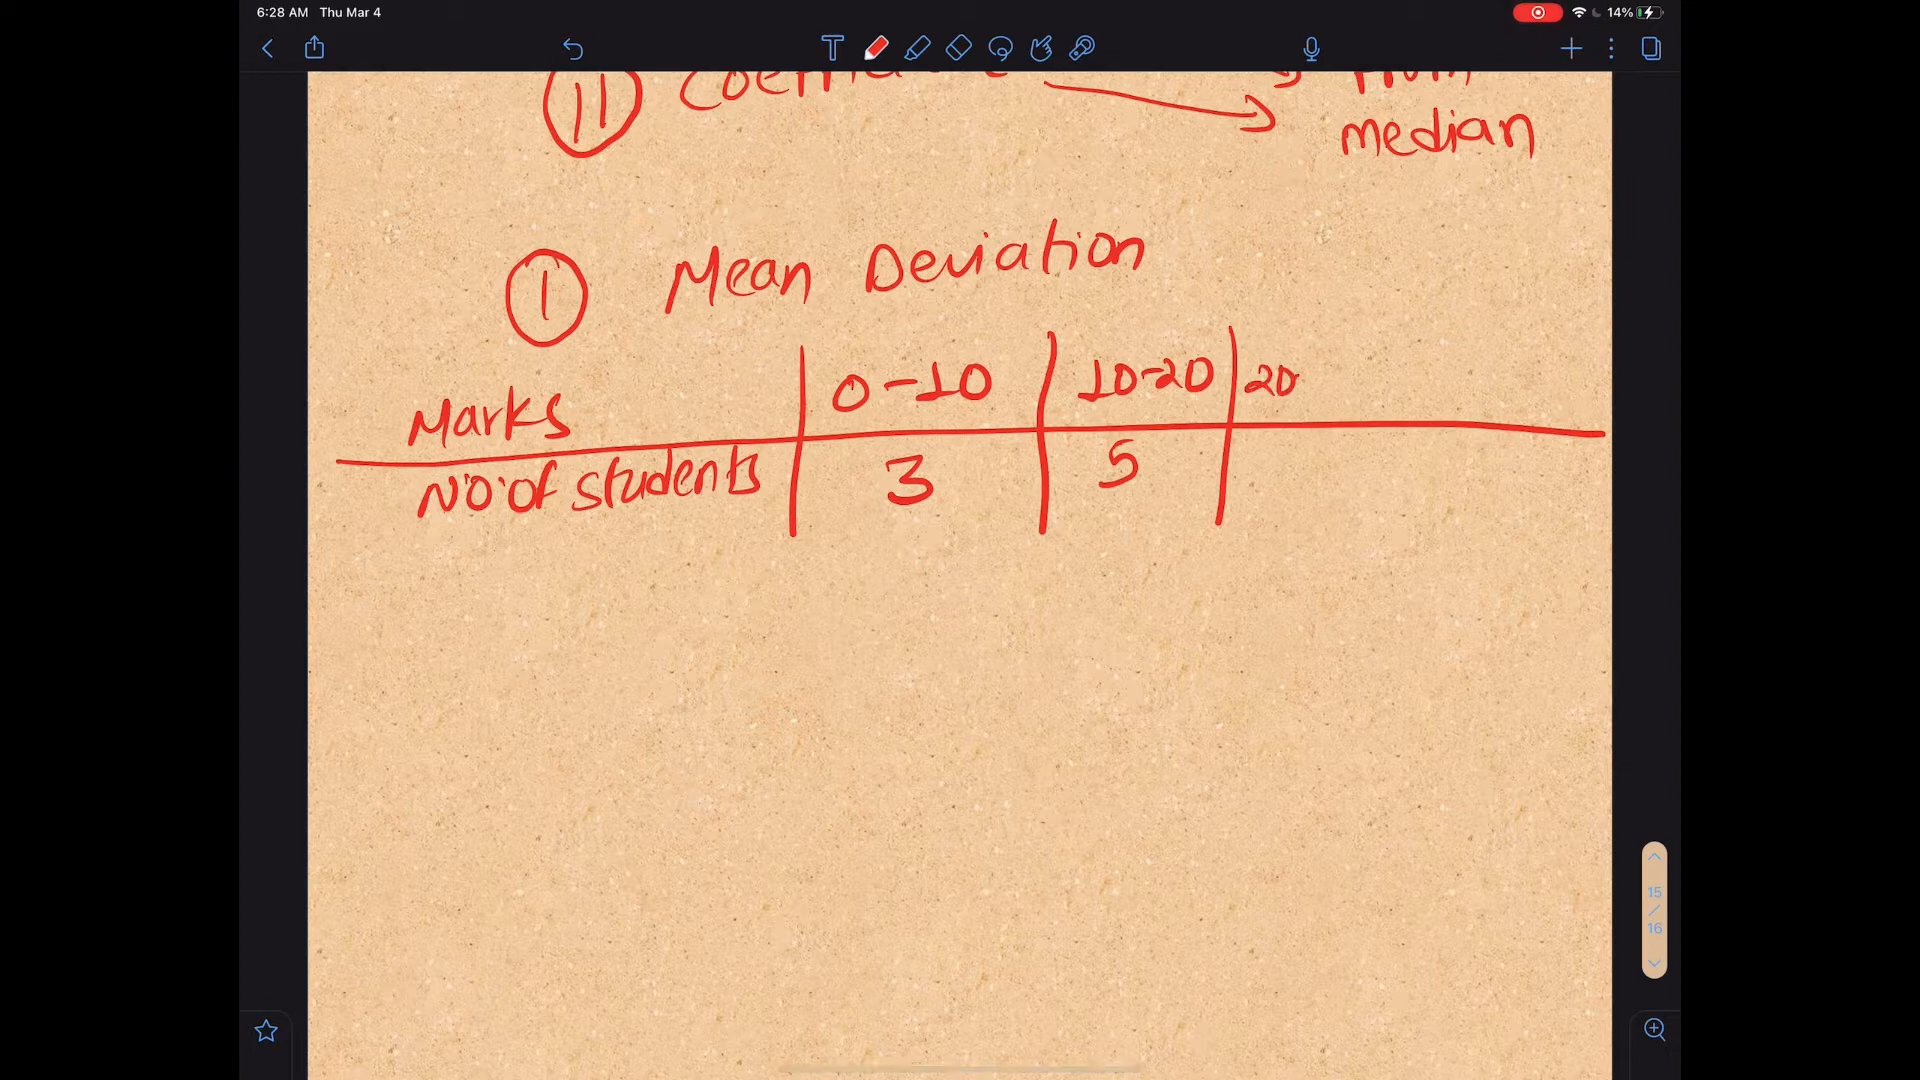 6:28 AM Thu Mar 4
14%
11
median
1 Mean Deviation
Marks 0-10 10-20 20
No of students 3 5
15
/
16